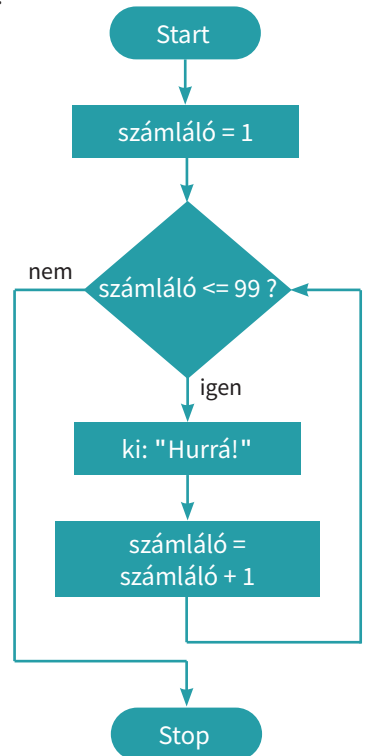 Start
számláló = 1
nem
számláló <= 99 ?
igen
ki: "Hurrá!"
számláló =
számláló + 1
Stop